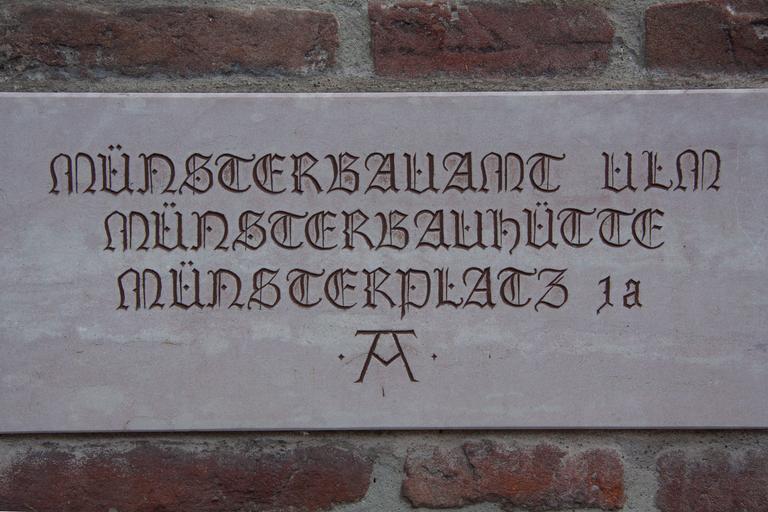 MÜNSTERBAUAMT ULM
MÜNSTERBAUHÜTTE
MÜNSTERPLATZ 1a
· A ·